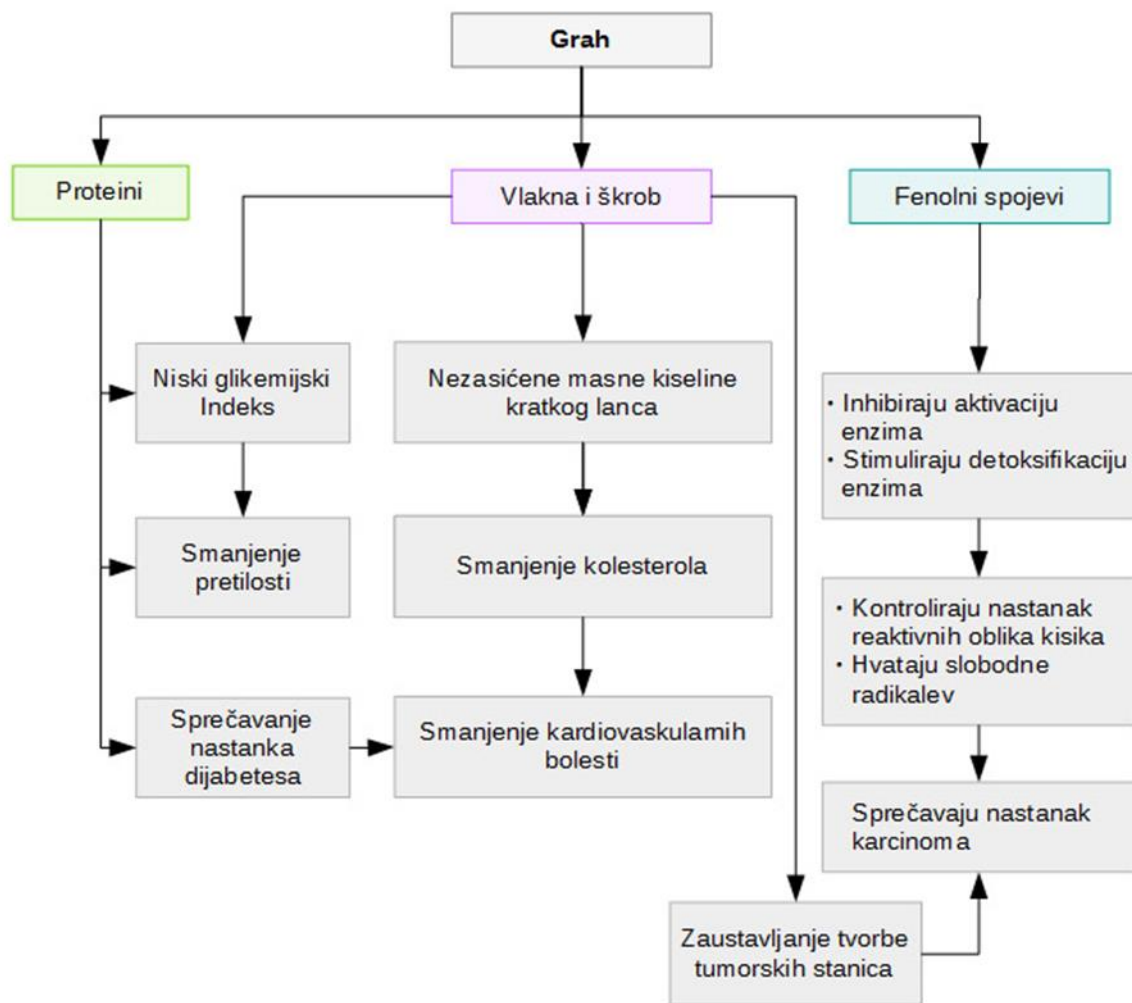 Grah
Proteini
Vlakna i škrob
Fenolni spojevi
Niski glikemijski
Indeks
Nezasićene masne kiseline
kratkog lanca
• Inhibiraju aktivaciju
enzima
• Stimuliraju detoksifikaciju
enzima
Smanjenje
pretilosti
Smanjenje kolesterola
• Kontroliraju nastanak
reaktivnih oblika kisika
• Hvataju slobodne
radikalev
Sprečavanje
nastanka
dijabetesa
Smanjenje kardiovaskularnih
bolesti
Sprečavaju nastanak
karcinoma
Zaustavljanje tvorbe
tumorskih stanica